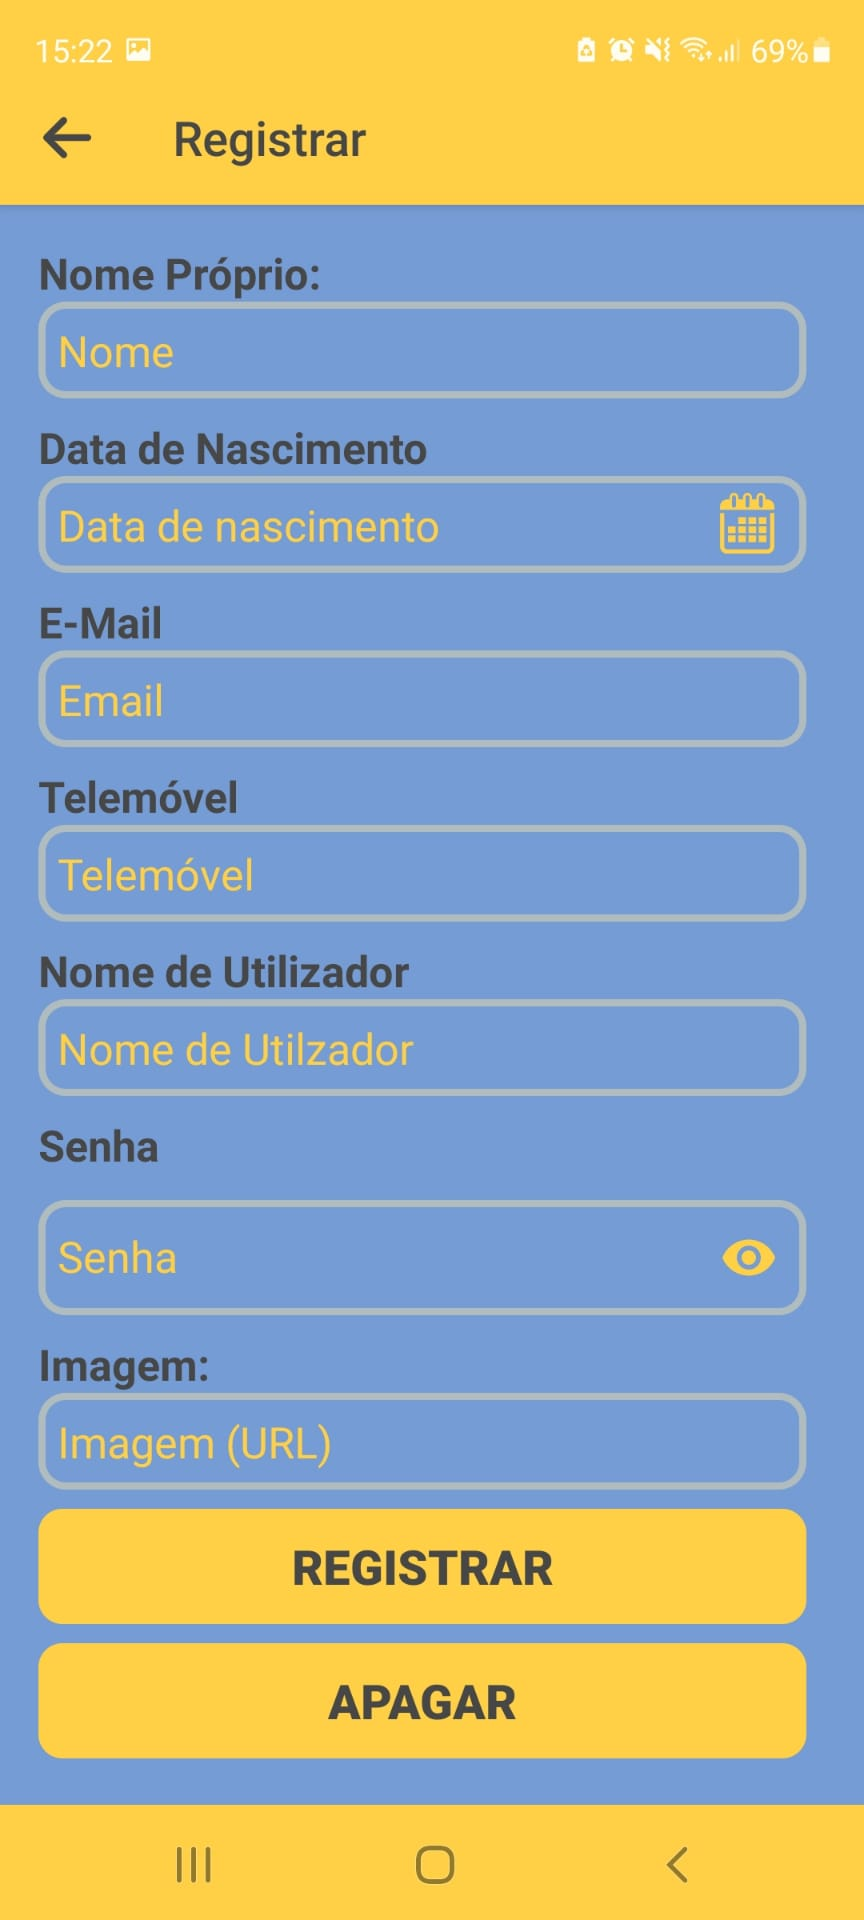 15:22 69%
Registrar
Nome Próprio:
Nome
Data de Nascimento
Data de nascimento
E-Mail
Email
Telemóvel
Telemóvel
Nome de Utilizador
Nome de Utilzador
Senha
Senha
Imagem:
Imagem (URL)
REGISTRAR
APAGAR